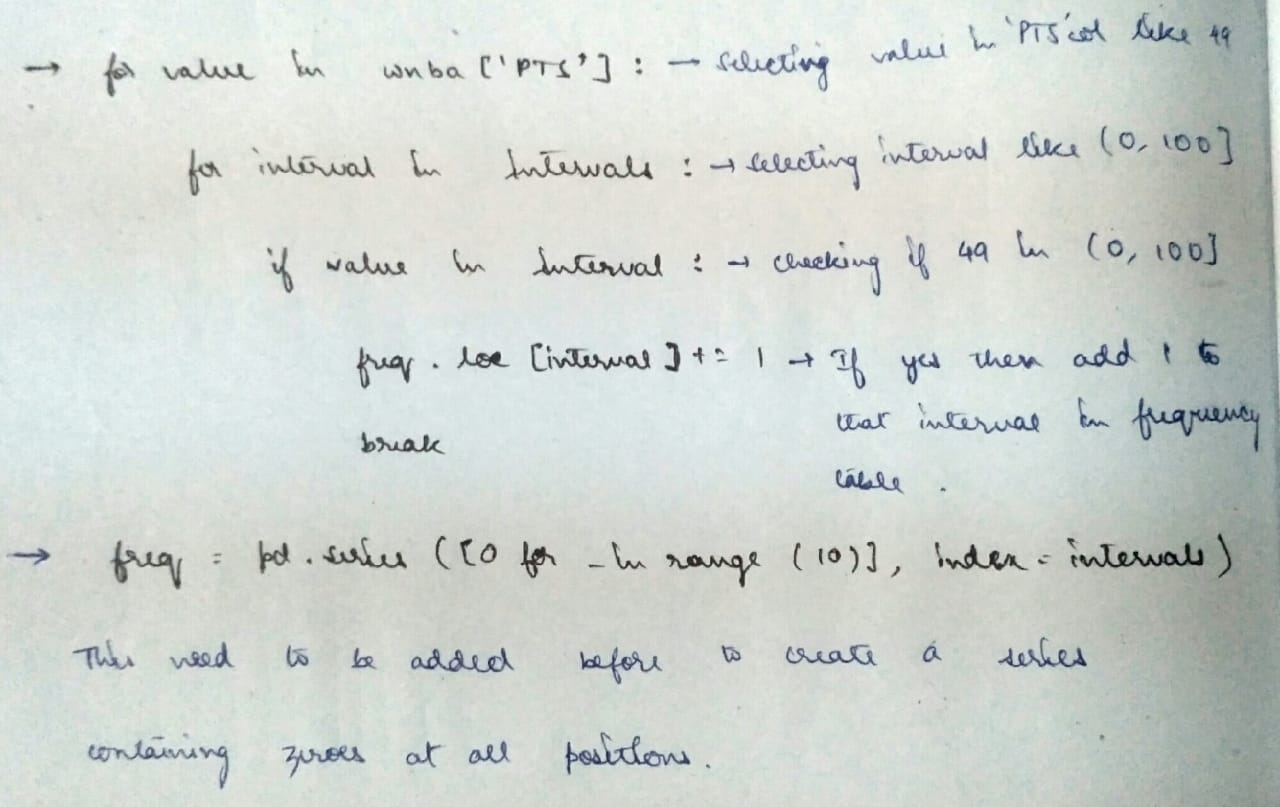 → for value in wnba ['PTS'] : → selecting value in 'PTS' col like 49
for interval in Intervals : → selecting interval like (0, 100]
if value in Interval : → checking if 49 in (0, 100]
freq . loc [interval] += 1 → If yes then add 1 to
that interval in frequency
break
table .
→ freq = pd . series ([0 for _ in range (10)], index = intervals)
This need to be added before to create a series
containing zeroes at all positions.